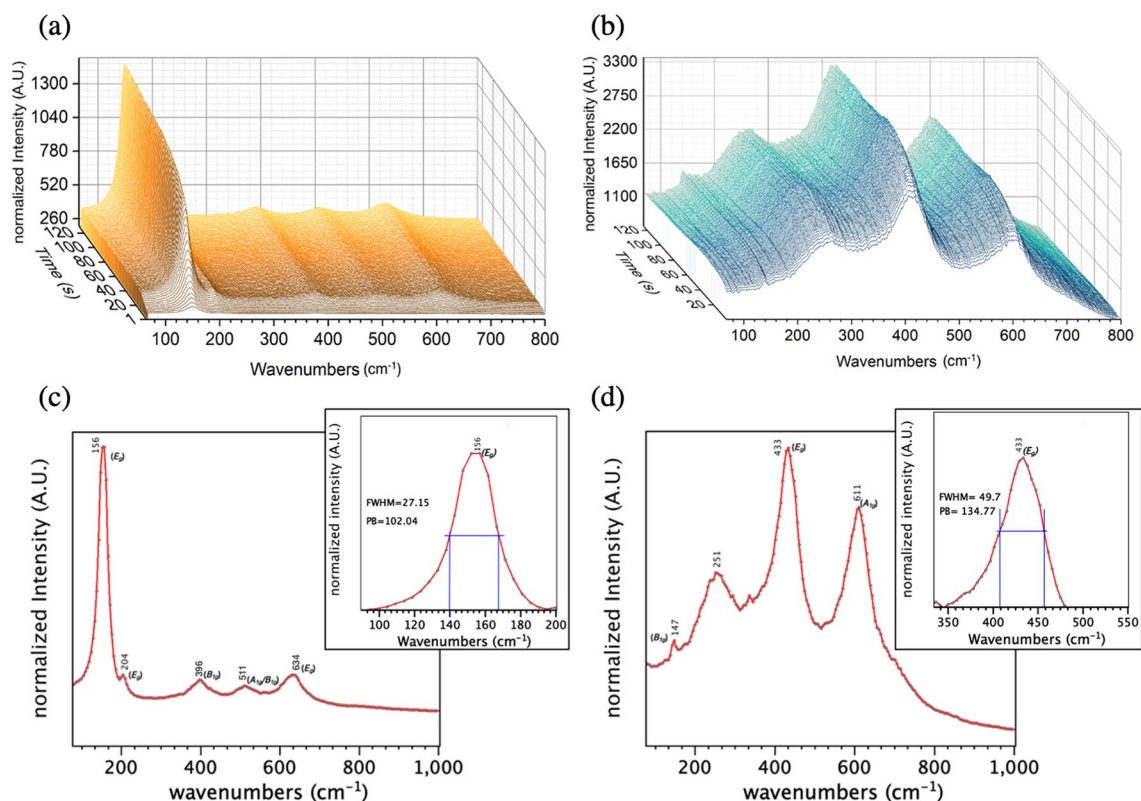 (a)
normalized Intensity (A.U.)
1300
1040
780
520
260
120
100
80
60
40
20
1
Time (s)
100 200 300 400 500 600 700 800
Wavenumbers (cm⁻¹)
(b)
normalized Intensity (A.U.)
3300
2750
2200
1650
1100
120
100
80
60
40
20
Time (s)
100 200 300 400 500 600 700 800
Wavenumbers (cm⁻¹)
(c)
normalized Intensity (A.U.)
156
(Eg)
204
(Eg)
396
(B1g)
511
(A1g/B1g)
634
(Eg)
200 400 600 800 1,000
wavenumbers (cm⁻¹)
normalized intensity (A.U.)
156
(Eg)
FWHM=27.15
PB=102.04
100 120 140 160 180 200
Wavenumbers (cm⁻¹)
(d)
normalized Intensity (A.U.)
(B1g)
147
251
433
(Eg)
611
(A1g)
200 400 600 800 1,000
wavenumbers (cm⁻¹)
normalized intensity (A.U.)
433
(Eg)
FWHM= 49.7
PB= 134.77
350 400 450 500 550
Wavenumbers (cm⁻¹)